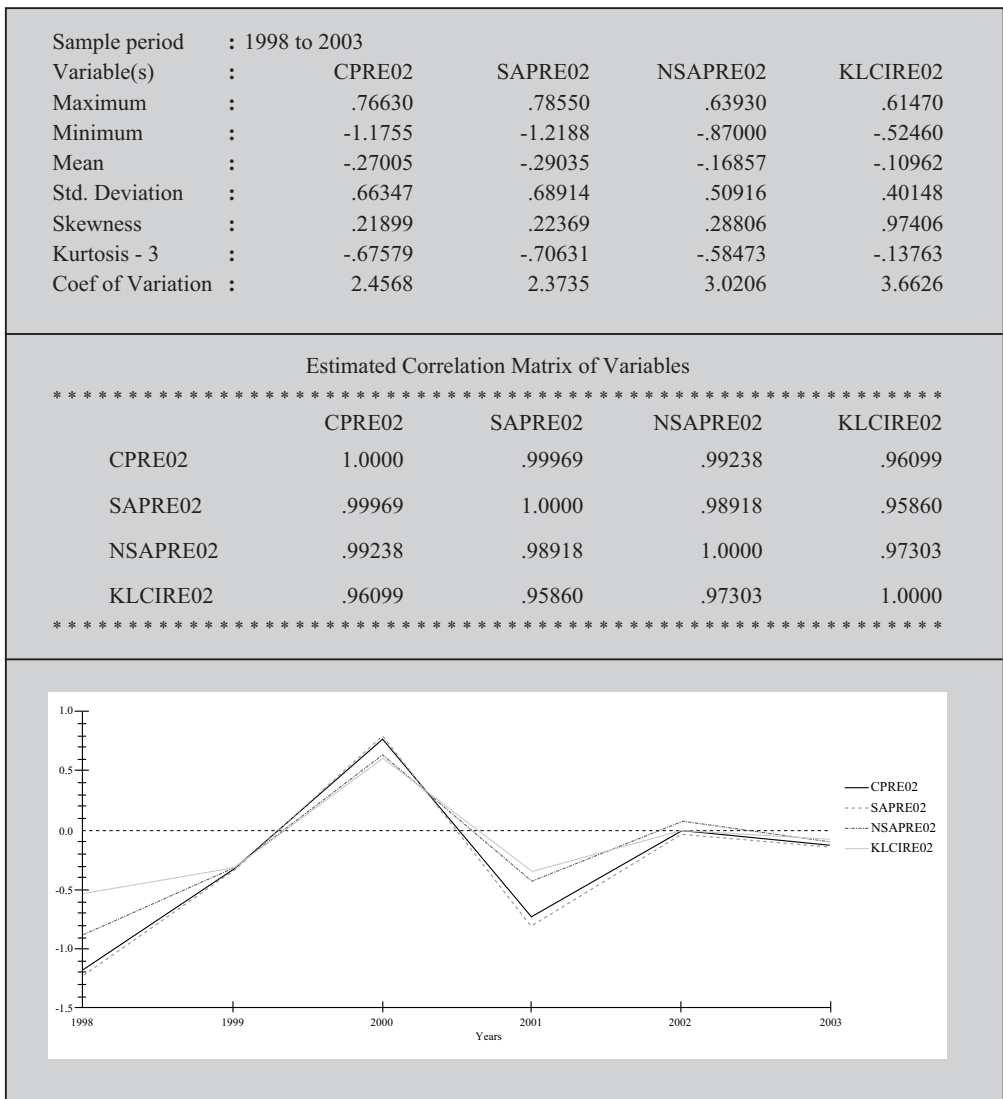 Sample period : 1998 to 2003
Variable(s) : CPRE02 SAPRE02 NSAPRE02 KLCIRE02
Maximum : .76630 .78550 .63930 .61470
Minimum : -1.1755 -1.2188 -.87000 -.52460
Mean : -.27005 -.29035 -.16857 -.10962
Std. Deviation : .66347 .68914 .50916 .40148
Skewness : .21899 .22369 .28806 .97406
Kurtosis - 3 : -.67579 -.70631 -.58473 -.13763
Coef of Variation : 2.4568 2.3735 3.0206 3.6626
Estimated Correlation Matrix of Variables
* * * * * * * * * * * * * * * * * * * * * * * * * * * * * * * * * * * * * * * * * * * * * * * * * * * * * * * * * * *
CPRE02 SAPRE02 NSAPRE02 KLCIRE02
CPRE02 1.0000 .99969 .99238 .96099
SAPRE02 .99969 1.0000 .98918 .95860
NSAPRE02 .99238 .98918 1.0000 .97303
KLCIRE02 .96099 .95860 .97303 1.0000
* * * * * * * * * * * * * * * * * * * * * * * * * * * * * * * * * * * * * * * * * * * * * * * * * * * * * * * * * * *
1.0
0.5
0.0
-0.5
-1.0
-1.5
1998 1999 2000 2001 2002 2003
Years
CPRE02
SAPRE02
NSAPRE02
KLCIRE02